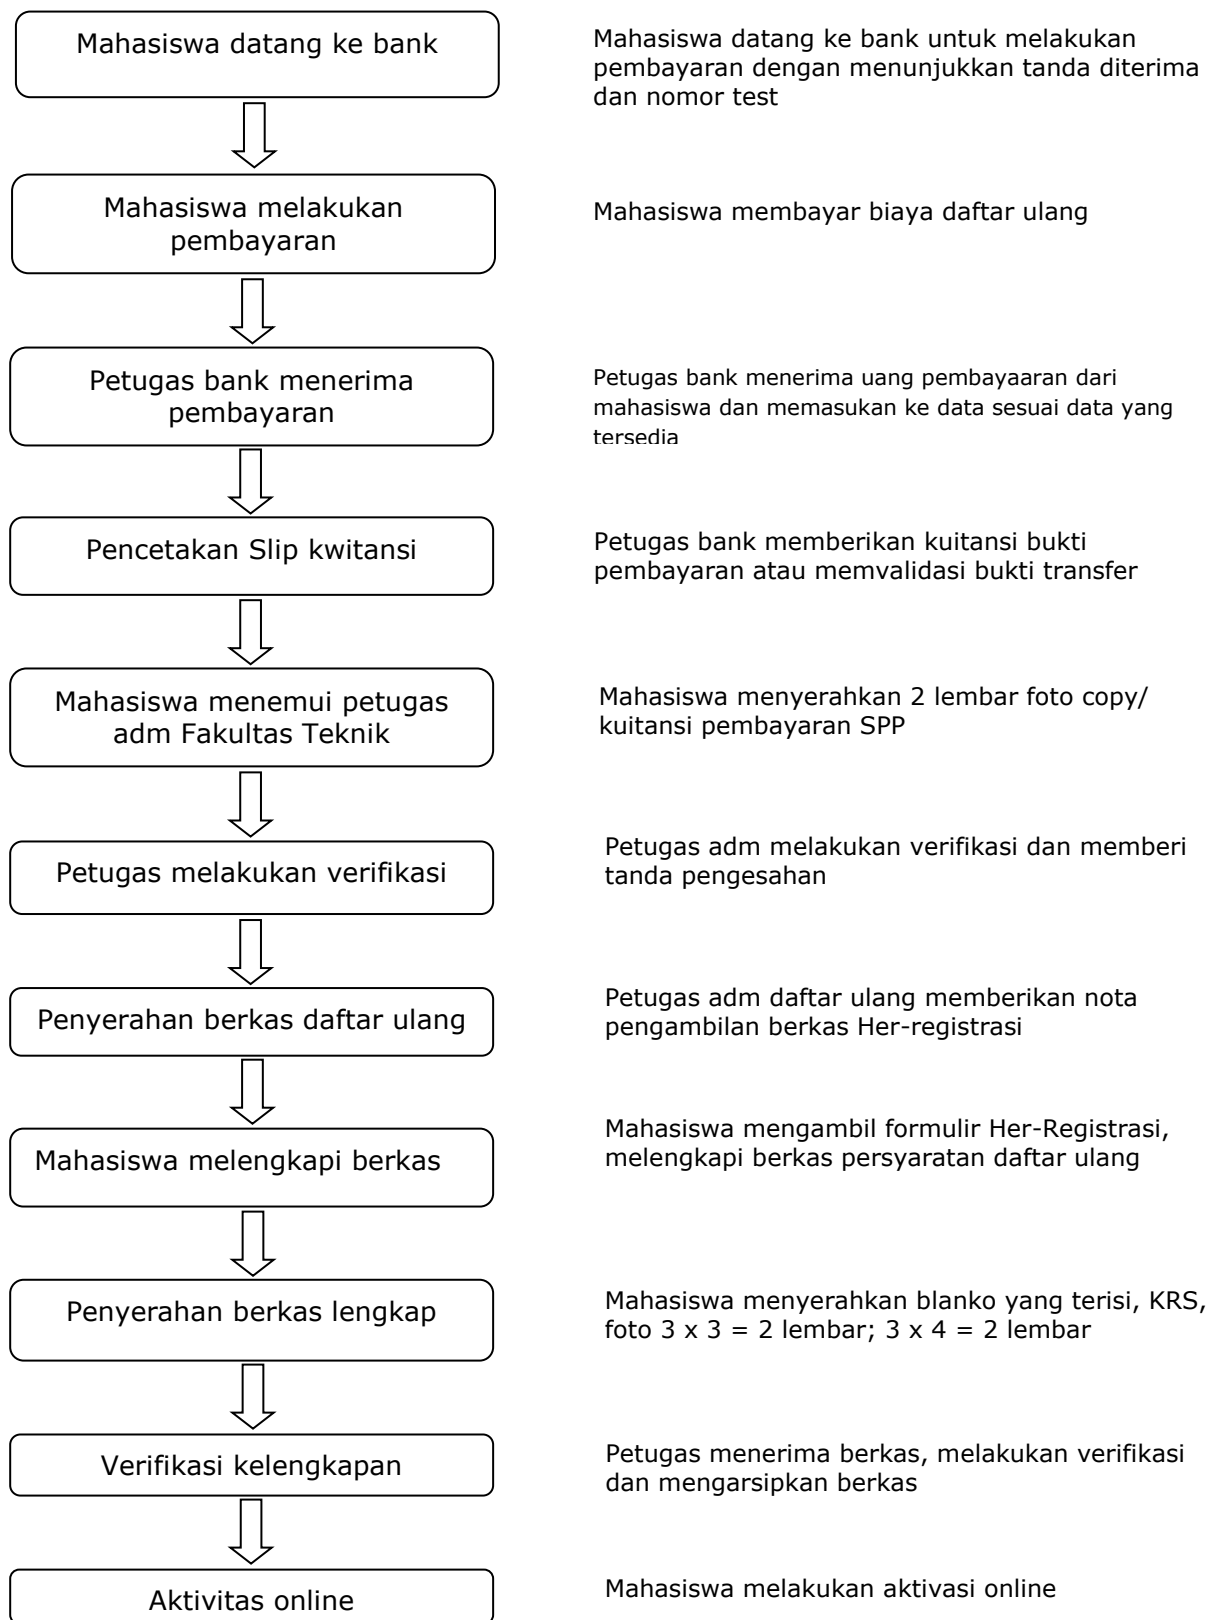 Mahasiswa datang ke bank
Mahasiswa datang ke bank untuk melakukan
pembayaran dengan menunjukkan tanda diterima
dan nomor test
Mahasiswa melakukan
pembayaran
Mahasiswa membayar biaya daftar ulang
Petugas bank menerima
pembayaran
Petugas bank menerima uang pembayaaran dari
mahasiswa dan memasukan ke data sesuai data yang
tersedia
Pencetakan Slip kwitansi
Petugas bank memberikan kuitansi bukti
pembayaran atau memvalidasi bukti transfer
Mahasiswa menemui petugas
adm Fakultas Teknik
Mahasiswa menyerahkan 2 lembar foto copy/
kuitansi pembayaran SPP
Petugas melakukan verifikasi
Petugas adm melakukan verifikasi dan memberi
tanda pengesahan
Penyerahan berkas daftar ulang
Petugas adm daftar ulang memberikan nota
pengambilan berkas Her-registrasi
Mahasiswa melengkapi berkas
Mahasiswa mengambil formulir Her-Registrasi,
melengkapi berkas persyaratan daftar ulang
Penyerahan berkas lengkap
Mahasiswa menyerahkan blanko yang terisi, KRS,
foto 3 x 3 = 2 lembar; 3 x 4 = 2 lembar
Verifikasi kelengkapan
Petugas menerima berkas, melakukan verifikasi
dan mengarsipkan berkas
Aktivitas online
Mahasiswa melakukan aktivasi online